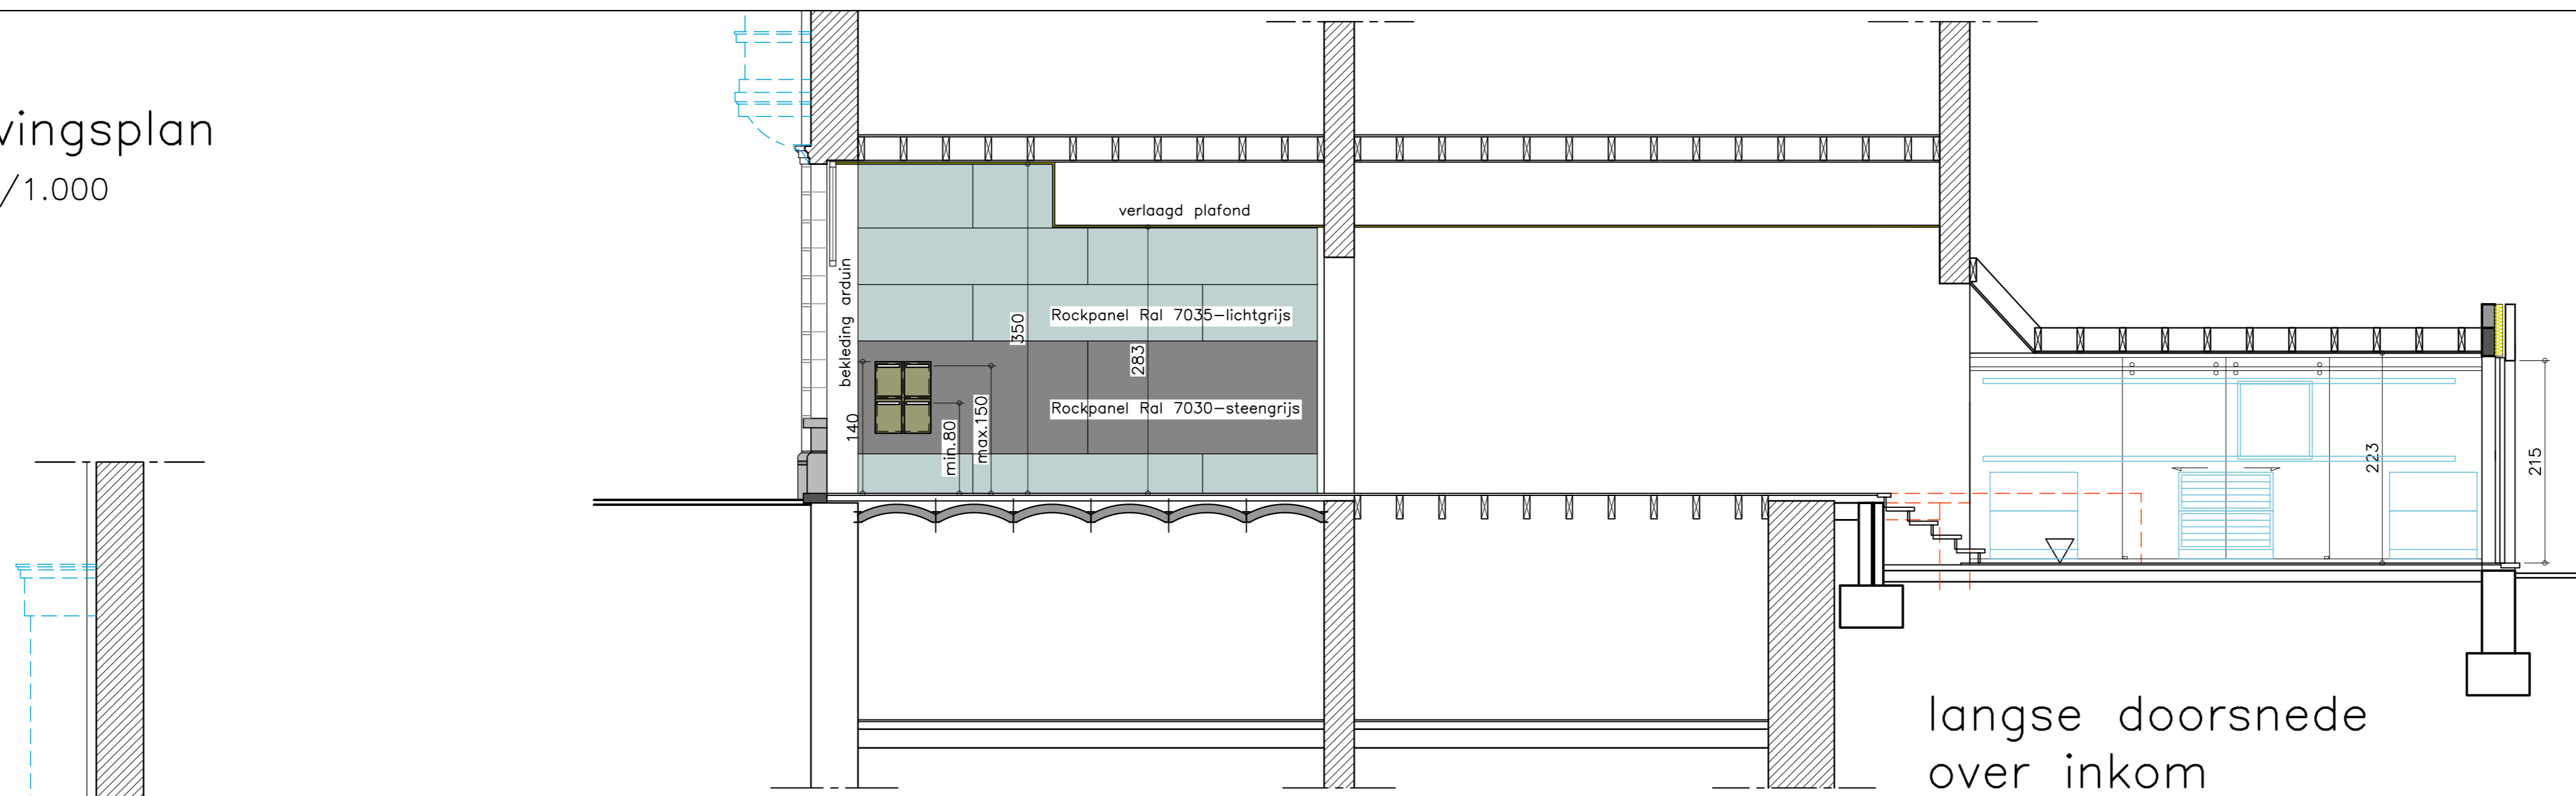 vingsplan
/1.000
verlaagd plafond
bekleding arduin
Rockpanel Ral 7035-lichtgrijs
350
283
Rockpanel Ral 7030-steengrijs
140
min.80
max.150
223
215
langse doorsnede
over inkom